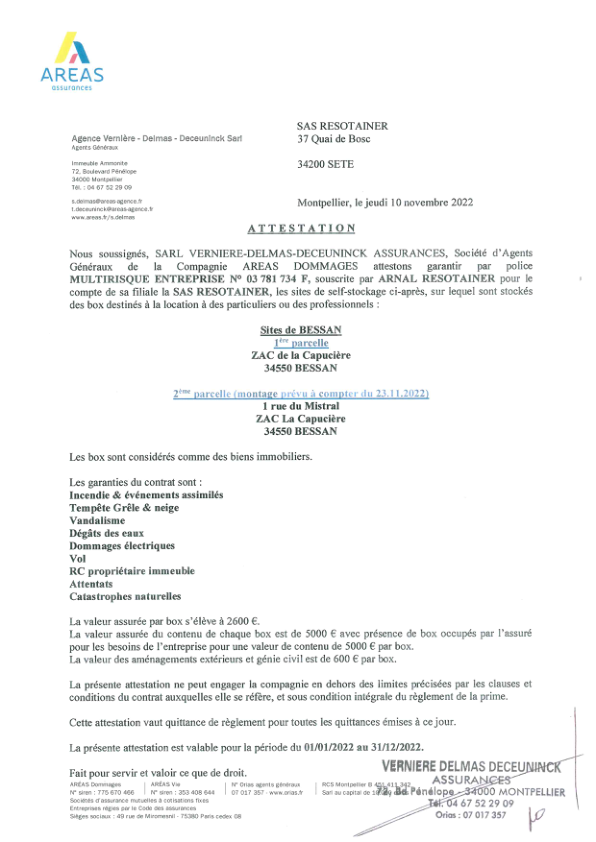 AREAS
assurances
Agence Vernière - Delmas - Deceuninck Sarl
Agents Généraux
Immeuble Ammonite
72, Boulevard Pénélope
34000 Montpellier
Tél. : 04 67 52 29 09
s.delmas@areas-agence.fr
t.deceuninck@areas-agence.fr
www.areas.fr/s.delmas
SAS RESOTAINER
37 Quai de Bosc
34200 SETE
Montpellier, le jeudi 10 novembre 2022
ATTESTATION
Nous soussignés, SARL VERNIERE-DELMAS-DECEUNINCK ASSURANCES, Société d'Agents
Généraux de la Compagnie AREAS DOMMAGES attestons garantir par police
MULTIRISQUE ENTREPRISE N° 03 781 734 F, souscrite par ARNAL RESOTAINER pour le
compte de sa filiale la SAS RESOTAINER, les sites de self-stockage ci-après, sur lequel sont stockés
des box destinés à la location à des particuliers ou des professionnels :
Sites de BESSAN
1ère parcelle
ZAC de la Capucière
34550 BESSAN
2ème parcelle (montage prévu à compter du 23.11.2022)
1 rue du Mistral
ZAC La Capucière
34550 BESSAN
Les box sont considérés comme des biens immobiliers.
Les garanties du contrat sont :
Incendie & événements assimilés
Tempête Grêle & neige
Vandalisme
Dégâts des eaux
Dommages électriques
Vol
RC propriétaire immeuble
Attentats
Catastrophes naturelles
La valeur assurée par box s'élève à 2600 €.
La valeur assurée du contenu de chaque box est de 5000 € avec présence de box occupés par l'assuré
pour les besoins de l'entreprise pour une valeur de contenu de 5000 € par box.
La valeur des aménagements extérieurs et génie civil est de 600 € par box.
La présente attestation ne peut engager la compagnie en dehors des limites précisées par les clauses et
conditions du contrat auxquelles elle se réfère, et sous condition intégrale du règlement de la prime.
Cette attestation vaut quittance de règlement pour toutes les quittances émises à ce jour.
La présente attestation est valable pour la période du 01/01/2022 au 31/12/2022.
Fait pour servir et valoir ce que de droit.
VERNIERE DELMAS DECEUNINCK
ASSURANCES
72, Bd Pénélope - 34000 MONTPELLIER
Tél. 04 67 52 29 09
Orias : 07 017 357
AREAS Dommages
N° siren : 775 670 466
AREAS Vie
N° siren : 353 408 644
N° Orias agents généraux
07 017 357 - www.orias.fr
RCS Montpellier B
Sarl au capital de
Sociétés d'assurance mutuelles à cotisations fixes
Entreprises régies par le Code des assurances
Sièges sociaux : 49 rue de Miromesnil - 75380 Paris cedex 08